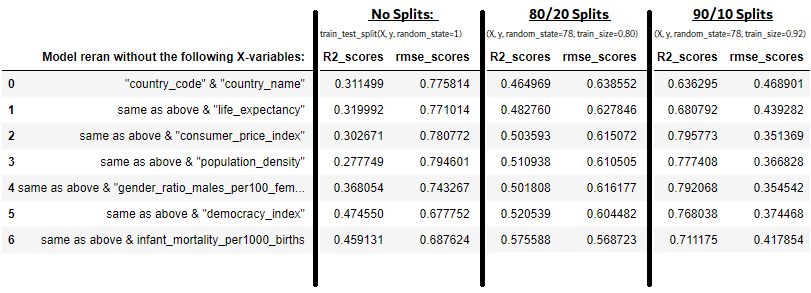 No Splits: 80/20 Splits 90/10 Splits
train_test_split(X, y, random_state=1) (X, y, random_state=78, train_size=0.80) (X, y, random_state=78, train_size=0.92)
Model reran without the following X-variables: R2_scores rmse_scores R2_scores rmse_scores R2_scores rmse_scores
0 "country_code" & "country_name" 0.311499 0.775814 0.464969 0.638552 0.636295 0.468901
1 same as above & "life_expectancy" 0.319992 0.771014 0.482760 0.627846 0.680792 0.439282
2 same as above & "consumer_price_index" 0.302671 0.780772 0.503593 0.615072 0.795773 0.351369
3 same as above & "population_density" 0.277749 0.794601 0.510938 0.610505 0.777408 0.366828
4 same as above & "gender_ratio_males_per100_fem... 0.368054 0.743267 0.501808 0.616177 0.792068 0.354542
5 same as above & "democracy_index" 0.474550 0.677752 0.520539 0.604482 0.768038 0.374468
6 same as above & infant_mortality_per1000_births 0.459131 0.687624 0.575588 0.568723 0.711175 0.417854